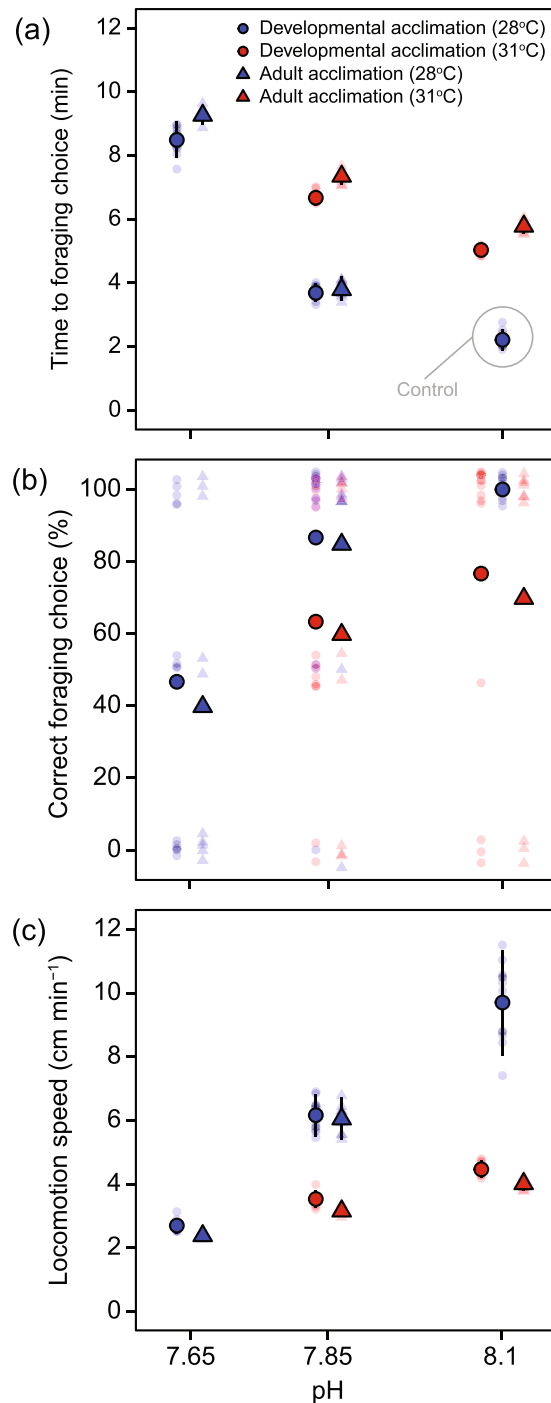 (a)
Time to foraging choice (min)
12
10
8
6
4
2
0
Developmental acclimation (28°C)
Developmental acclimation (31°C)
Adult acclimation (28°C)
Adult acclimation (31°C)
Control
(b)
Correct foraging choice (%)
100
80
60
40
20
0
(c)
Locomotion speed (cm min⁻¹)
12
10
8
6
4
2
0
7.65 7.85 8.1
pH